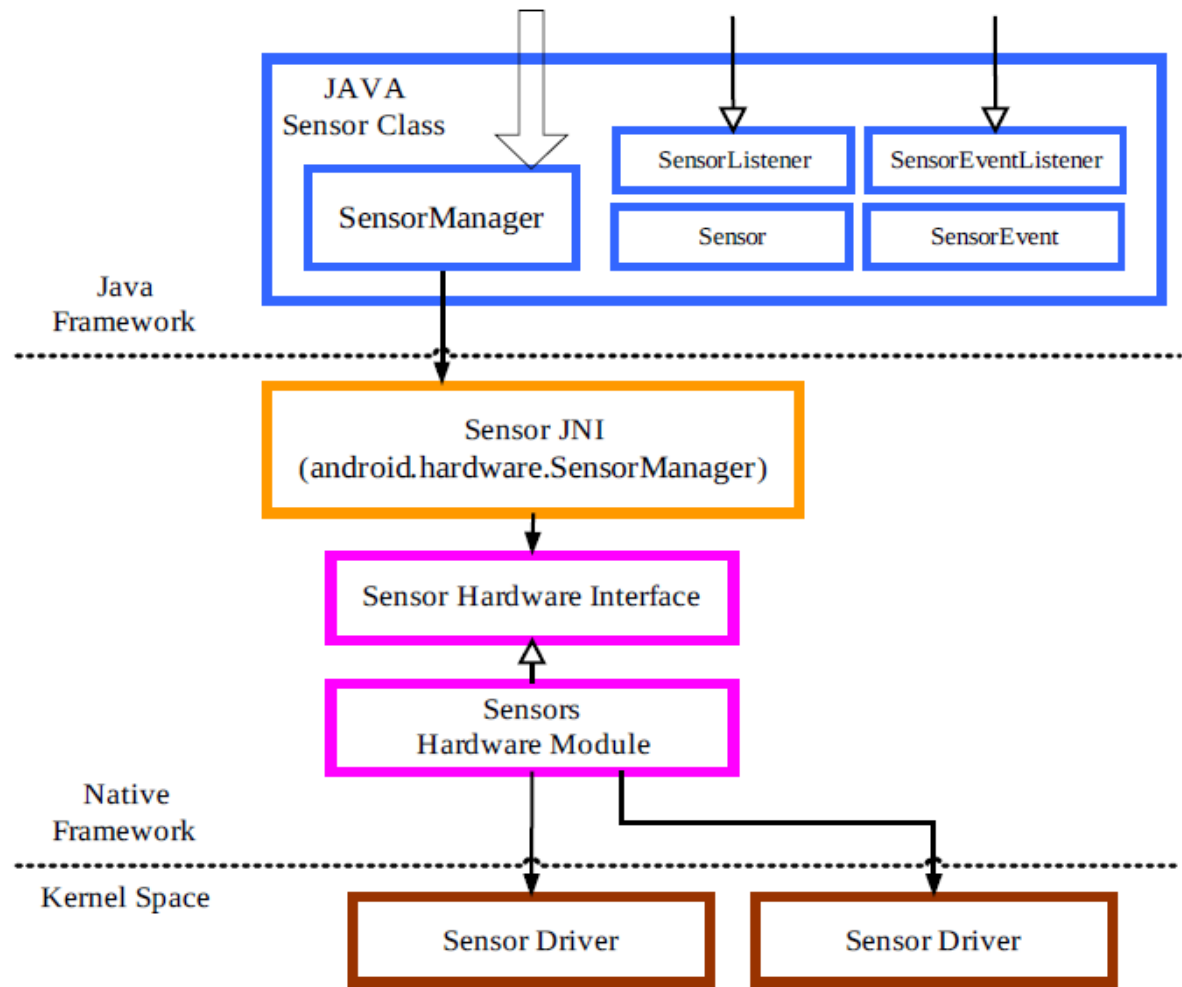 JAVA
Sensor Class
SensorManager
SensorListener
SensorEventListener
Sensor
SensorEvent
Java
Framework
Sensor JNI
(android.hardware.SensorManager)
Sensor Hardware Interface
Sensors
Hardware Module
Native
Framework
Kernel Space
Sensor Driver
Sensor Driver